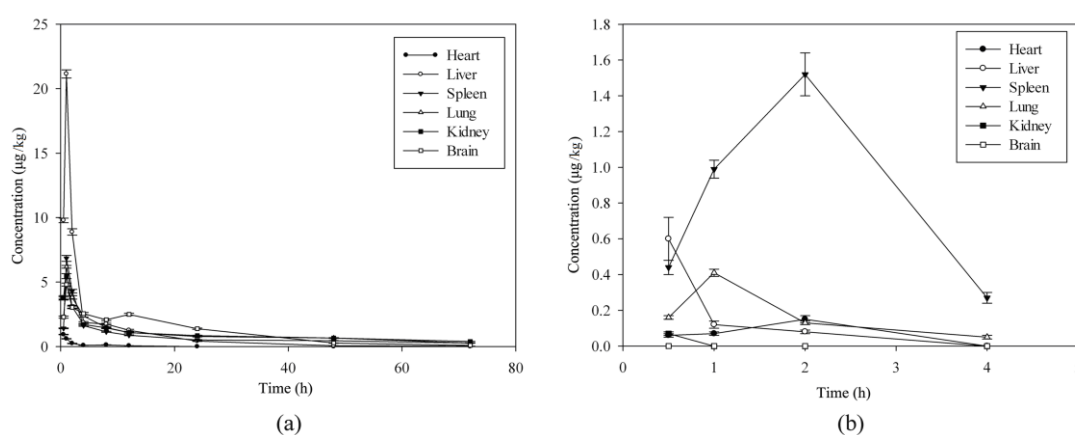 25
20
15
10
5
0
Concentration (μg/kg)
0
20
40
60
80
Time (h)
Heart
Liver
Spleen
Lung
Kidney
Brain
(a)
1.8
1.6
1.4
1.2
1.0
0.8
0.6
0.4
0.2
0.0
Concentration (μg/kg)
0
1
2
3
4
Time (h)
Heart
Liver
Spleen
Lung
Kidney
Brain
(b)